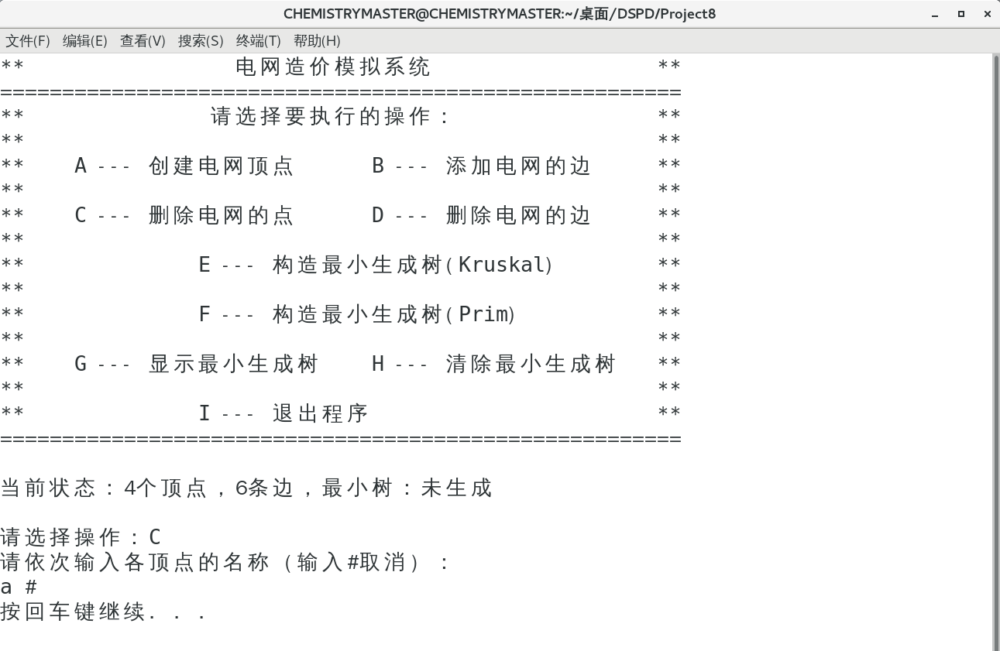 CHEMISTRYMASTER@CHEMISTRYMASTER:~/桌面/DSPD/Project8
文件(F) 编辑(E) 查看(V) 搜索(S) 终端(T) 帮助(H)
** 电网造价模拟系统 **
=======================================================
** 请选择要执行的操作： **
** **
** A --- 创建电网顶点 B --- 添加电网的边 **
** **
** C --- 删除电网的点 D --- 删除电网的边 **
** **
** E --- 构造最小生成树(Kruskal) **
** **
** F --- 构造最小生成树(Prim) **
** **
** G --- 显示最小生成树 H --- 清除最小生成树 **
** **
** I --- 退出程序 **
=======================================================
当前状态：4个顶点，6条边，最小树：未生成
请选择操作：C
请依次输入各顶点的名称（输入#取消）：
a #
按回车键继续. . .